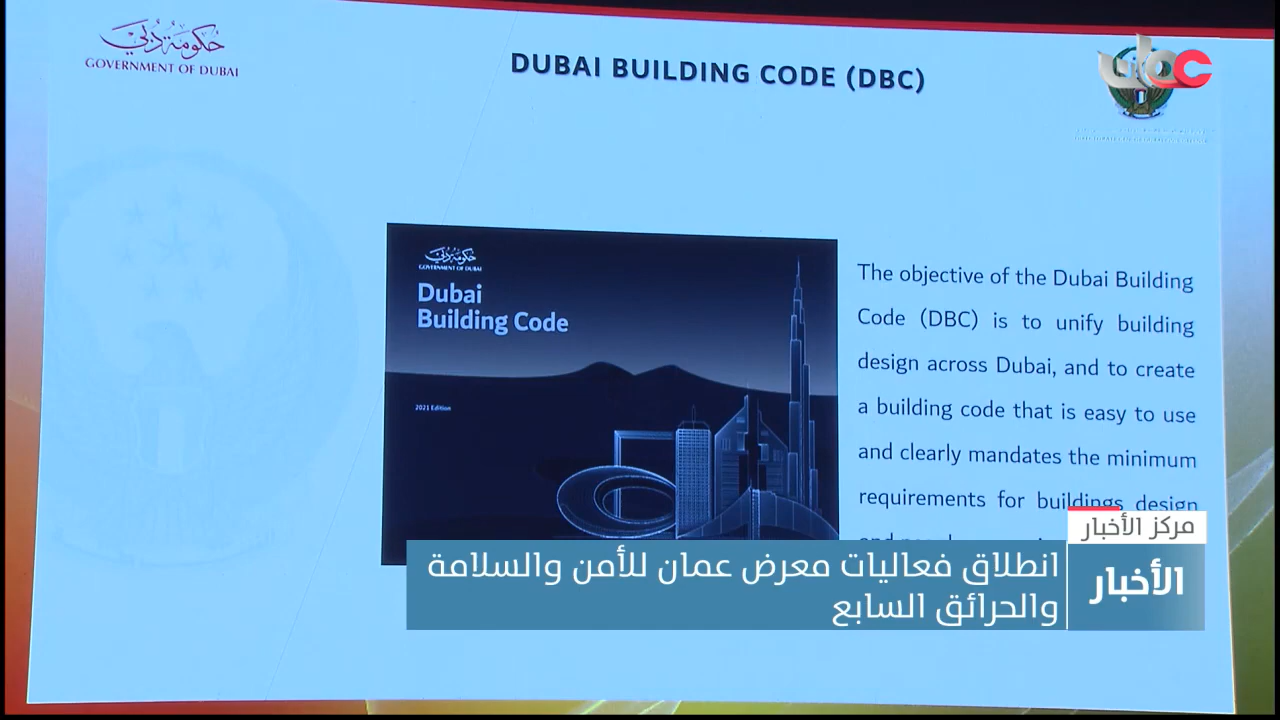 حكومة دبي
GOVERNMENT OF DUBAI
DUBAI BUILDING CODE (DBC)
عمان
حكومة دبي
GOVERNMENT OF DUBAI
Dubai
Building Code
2021 Edition
The objective of the Dubai Building
Code (DBC) is to unify building
design across Dubai, and to create
a building code that is easy to use
and clearly mandates the minimum
requirements for buildings design
مركز الأخبار
الأخبار
انطلاق فعاليات معرض عمان للأمن والسلامة
والحرائق السابع